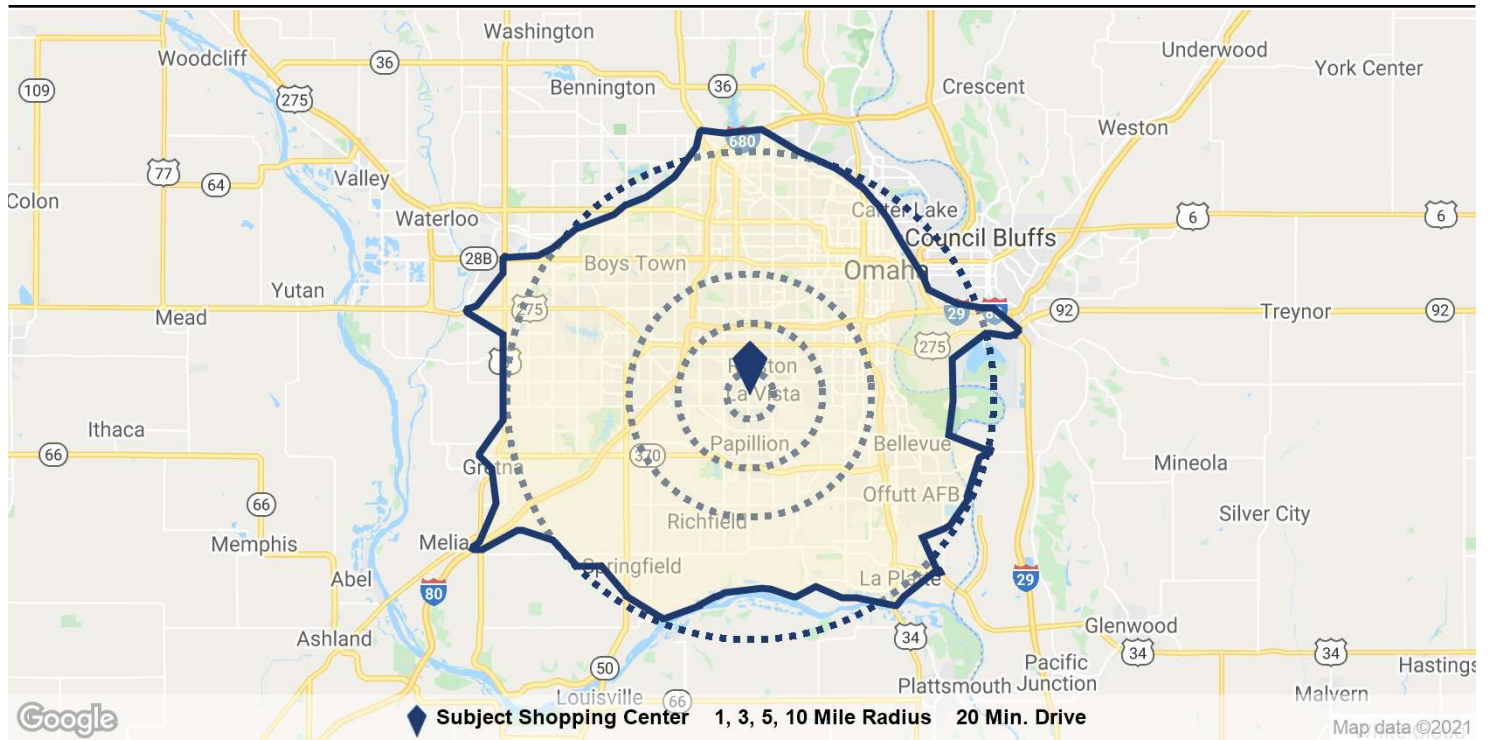 Washington
Woodcliff
Underwood
York Center
36
109
275
Bennington
36
Crescent
Weston
680
77
64
Valley
Colon
Waterloo
Carter Lake
6
6
Council Bluffs
28B
Boys Town
Omaha
Yutan
Mead
275
29
92
Treynor
92
275
Ralston
La Vista
Ithaca
66
Papillion
Bellevue
370
Gretna
Mineola
66
Offutt AFB
Richfield
Silver City
Memphis
Melia
Springfield
Abel
La Platte
80
29
Ashland
Glenwood
34
34
34
50
Pacific
Junction
Hastings
Louisville
66
Plattsmouth
Malvern
Google
Subject Shopping Center 1, 3, 5, 10 Mile Radius 20 Min. Drive
Map data ©2021